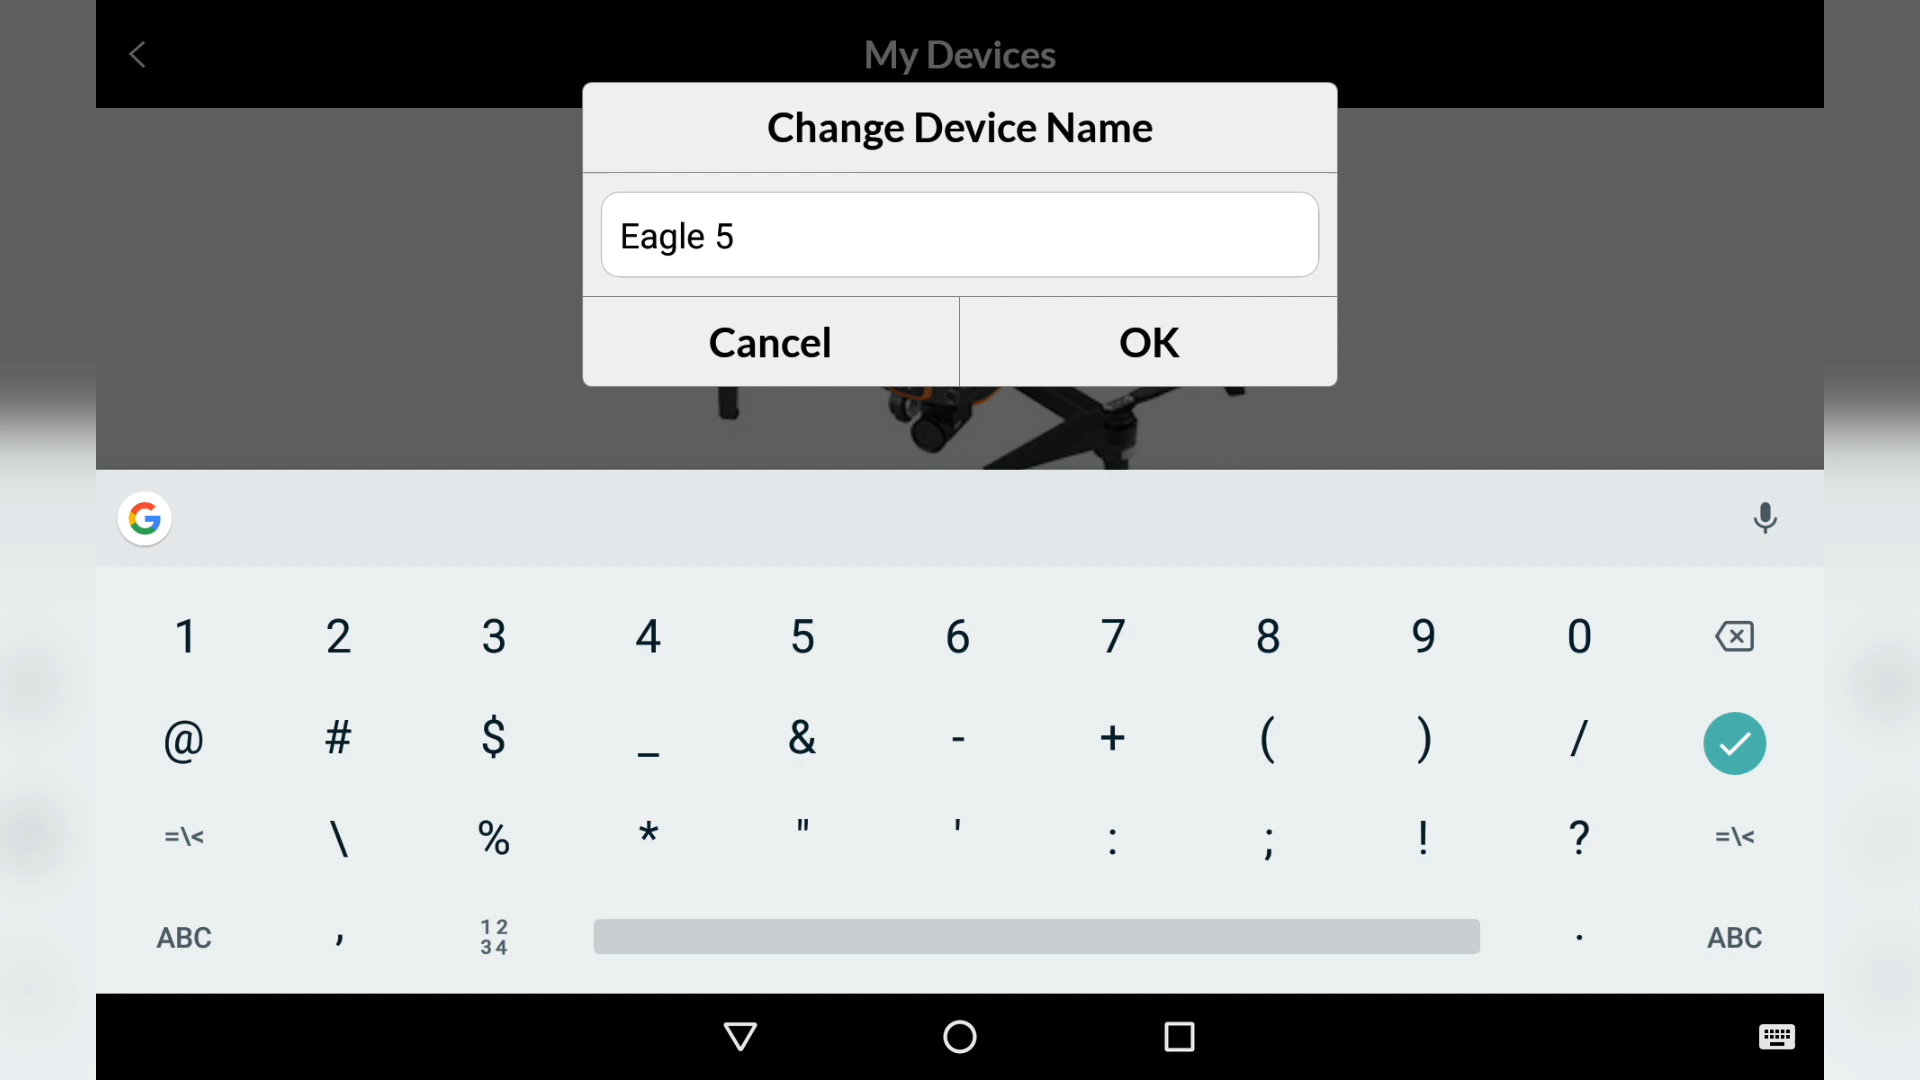 My Devices
Change Device Name
Eagle 5
Cancel OK
G
1 2 3 4 5 6 7 8 9 0
@ # $ _ & - + ( ) /
=\< \ % * " ' : ; ! ? =\<
ABC , 12 . ABC
34